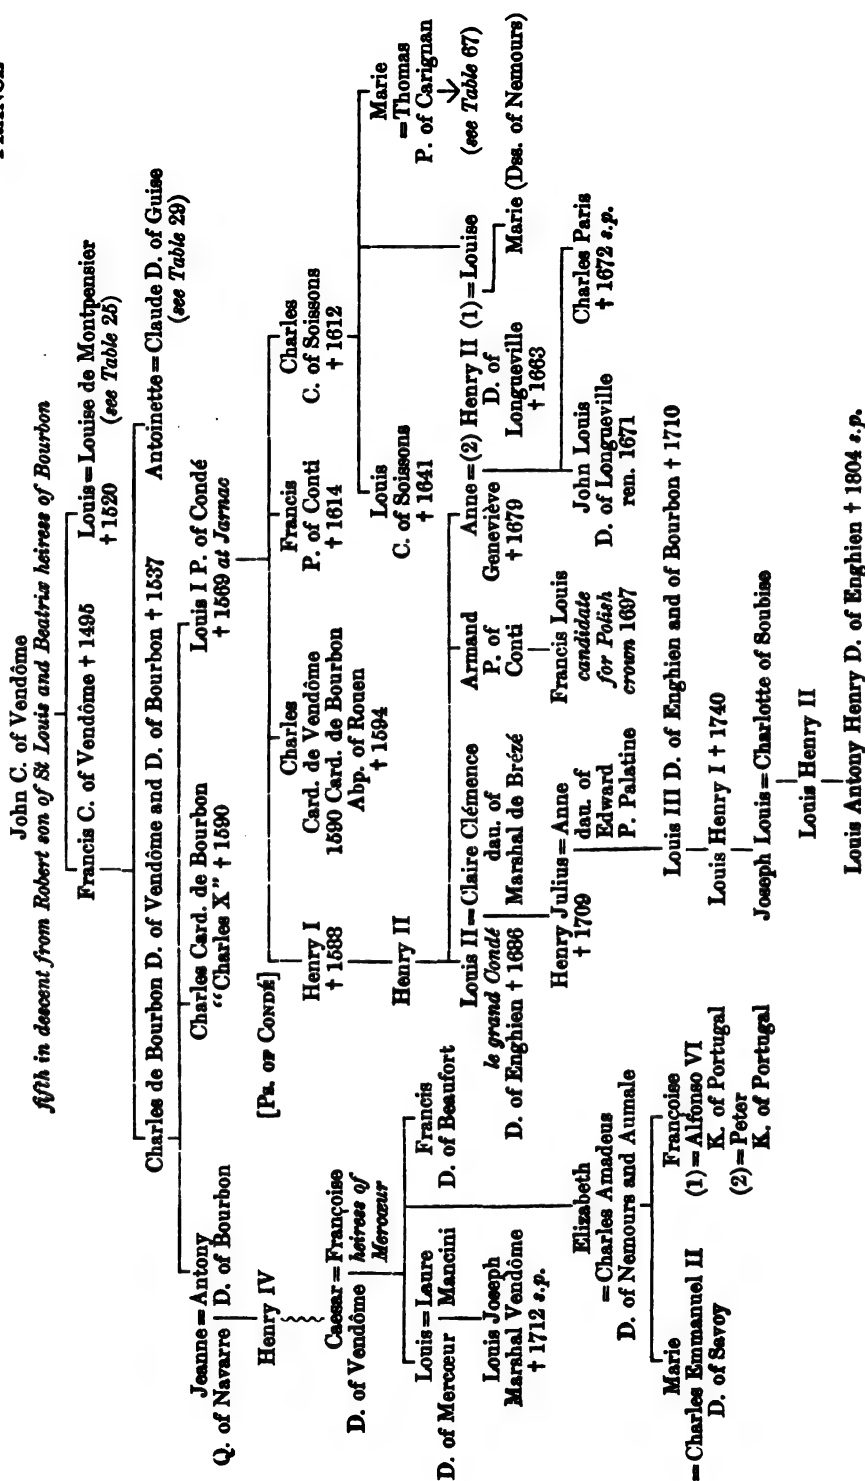 John C. of Vendôme
fifth in descent from Robert son of St Louis and Beatrix heiress of Bourbon
Francis C. of Vendôme † 1495
Louis = Louise de Montpensier
† 1520 (see Table 25)
Charles de Bourbon D. of Vendôme and D. of Bourbon † 1537
Antoinette = Claude D. of Guise
(see Table 29)
Jeanne = Antony
Q. of Navarre D. of Bourbon
Charles Card. de Bourbon
"Charles X" † 1590
Louis I P. of Condé
† 1569 at Jarnac
Henry IV
[Ps. OF CONDÉ]
Henry I
† 1588
Charles
Card. de Vendôme
1590 Card. de Bourbon
Abp. of Rouen
† 1594
Francis
P. of Conti
† 1614
Charles
C. of Soissons
† 1612
Caesar = Françoise
D. of Vendôme heiress of
Mercœur
Henry II
Louis
C. of Soissons
† 1641
Marie
= Thomas
P. of Carignan
(see Table 67)
Louis = Laure
D. of Mercœur Mancini
Francis
D. of Beaufort
Louis II = Claire Clémence
le grand Condé dau. of
D. of Enghien † 1686 Marshal de Brézé
Armand
P. of
Conti
Anne = (2) Henry II (1) = Louise
Geneviève D. of
† 1679 Longueville
† 1663
Marie (Dss. of Nemours)
Louis Joseph
Marshal Vendôme
† 1712 s.p.
Henry Julius = Anne
† 1709 dau. of
Edward
P. Palatine
Francis Louis
candidate
for Polish
crown 1697
John Louis
D. of Longueville
ren. 1671
Charles Paris
† 1672 s.p.
Elizabeth
= Charles Amadeus
D. of Nemours and Aumale
Louis III D. of Enghien and of Bourbon † 1710
Marie
= Charles Emmanuel II
D. of Savoy
Françoise
(1) = Alfonso VI
K. of Portugal
(2) = Peter
K. of Portugal
Louis Henry I † 1740
Joseph Louis = Charlotte of Soubise
Louis Henry II
Louis Antony Henry D. of Enghien † 1804 s.p.